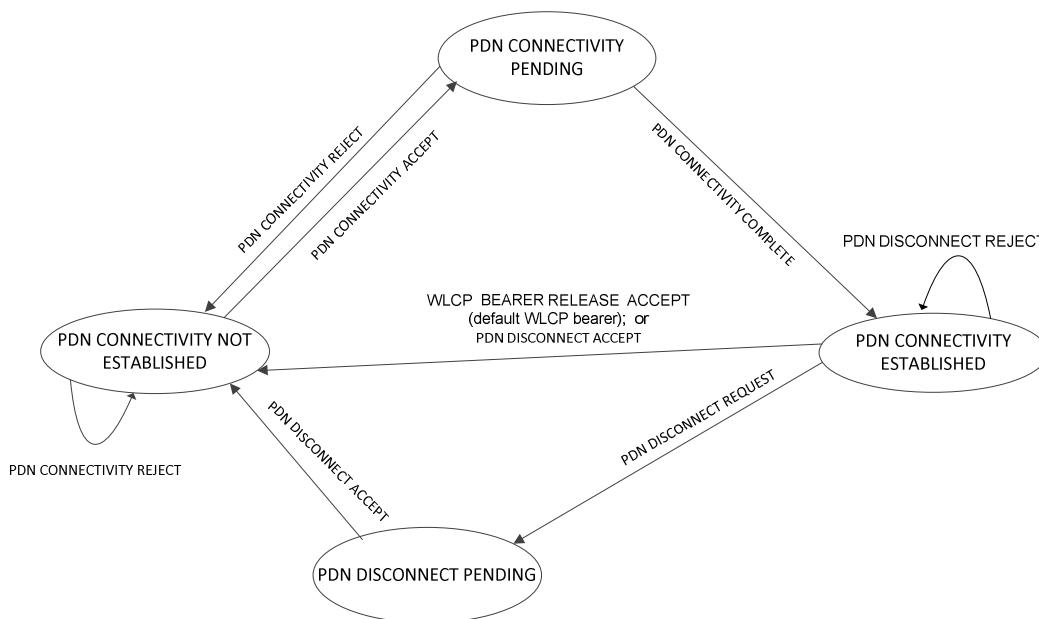 PDN CONNECTIVITY
PENDING
PDN CONNECTIVITY REJECT
PDN CONNECTIVITY ACCEPT
PDN CONNECTIVITY COMPLETE
PDN DISCONNECT REJECT
WLCP BEARER RELEASE ACCEPT
(default WLCP bearer); or
PDN DISCONNECT ACCEPT
PDN CONNECTIVITY NOT
ESTABLISHED
PDN CONNECTIVITY
ESTABLISHED
PDN DISCONNECT REQUEST
PDN DISCONNECT ACCEPT
PDN CONNECTIVITY REJECT
PDN DISCONNECT PENDING